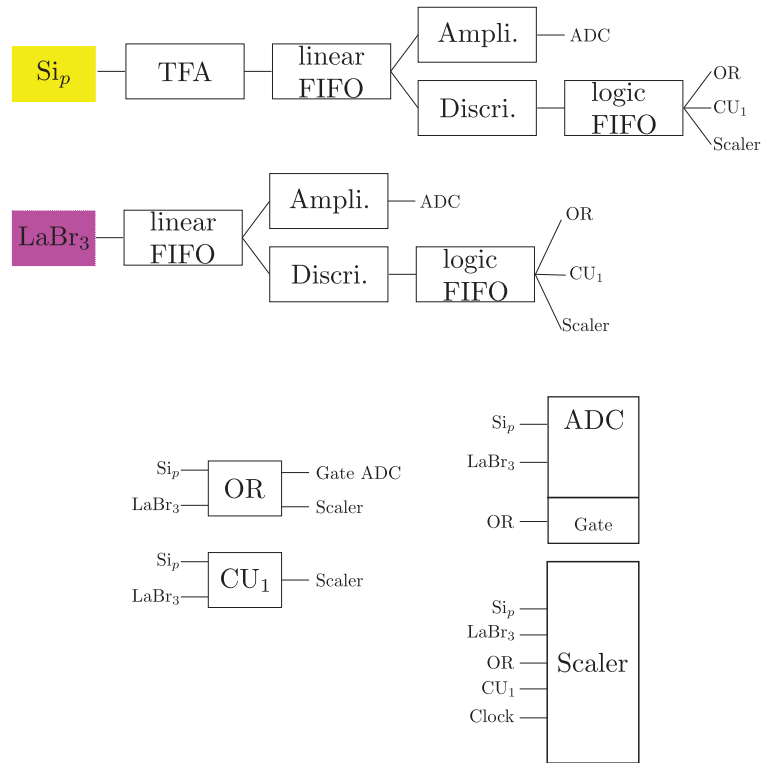 Si_p
TFA
linear
FIFO
Ampli.
ADC
Discri.
logic
FIFO
OR
CU_1
Scaler
LaBr_3
linear
FIFO
Ampli.
ADC
Discri.
logic
FIFO
OR
CU_1
Scaler
Si_p
LaBr_3
OR
Gate ADC
Scaler
Si_p
LaBr_3
CU_1
Scaler
Si_p
LaBr_3
ADC
OR
Gate
Si_p
LaBr_3
OR
CU_1
Clock
Scaler